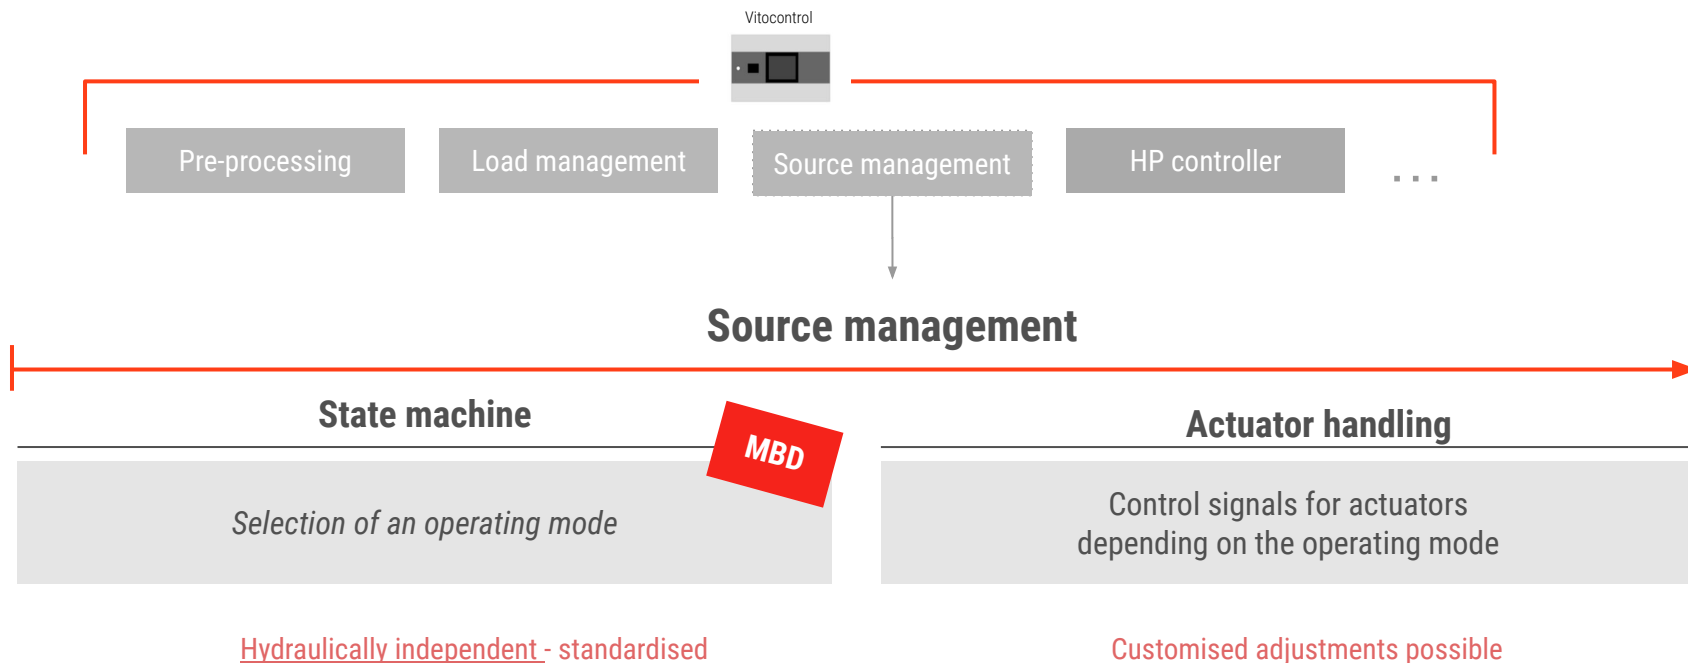 Vitocontrol
Pre-processing
Load management
Source management
HP controller
...
Source management
State machine
MBD
Actuator handling
Selection of an operating mode
Control signals for actuators
depending on the operating mode
Hydraulically independent - standardised
Customised adjustments possible